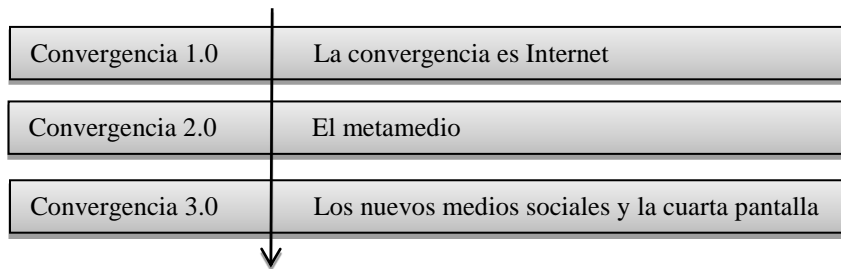 Convergencia 1.0 La convergencia es Internet
Convergencia 2.0 El metamedio
Convergencia 3.0 Los nuevos medios sociales y la cuarta pantalla